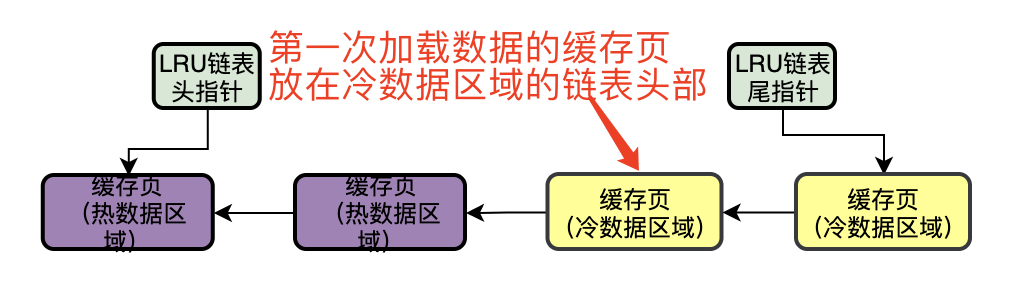 第一次加载数据的缓存页
放在冷数据区域的链表头部
LRU链表
头指针
LRU链表
尾指针
缓存页
（热数据区
域）
缓存页
（热数据区
域）
缓存页
（冷数据区域）
缓存页
（冷数据区域）